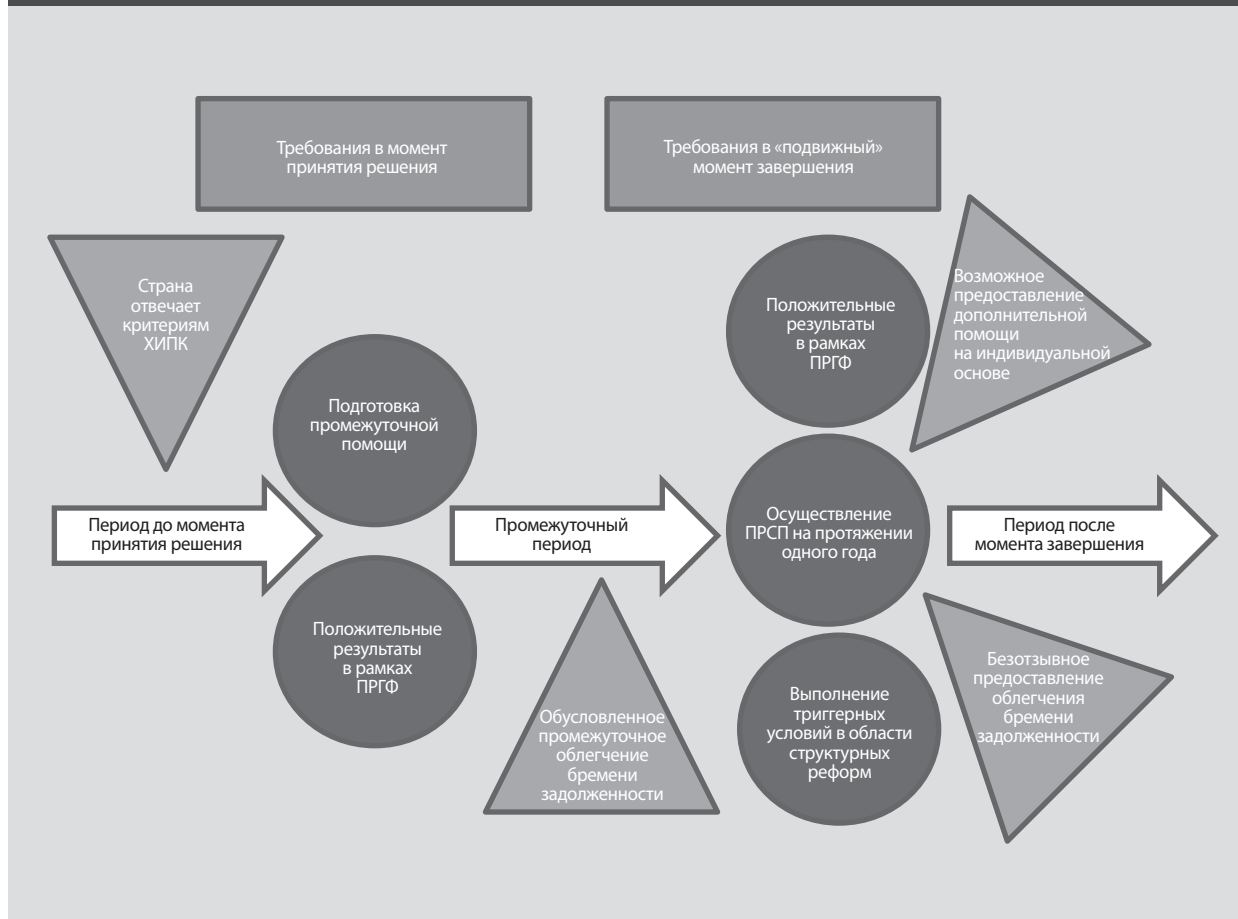 Требования в момент
принятия решения
Требования в «подвижный»
момент завершения
Страна
отвечает
критериям
ХИПК
Подготовка
промежуточной
помощи
Положительные
результаты
в рамках
ПРГФ
Возможное
предоставление
дополнительной
помощи
на индивидуальной
основе
Период до момента
принятия решения
Промежуточный
период
Осуществление
ПРСП на протяжении
одного года
Период после
момента завершения
Положительные
результаты
в рамках
ПРГФ
Обусловленное
промежуточное
облегчение
бремени
задолженности
Выполнение
триггерных
условий в области
структурных
реформ
Безотзывное
предоставление
облегчения
бремени
задолженности